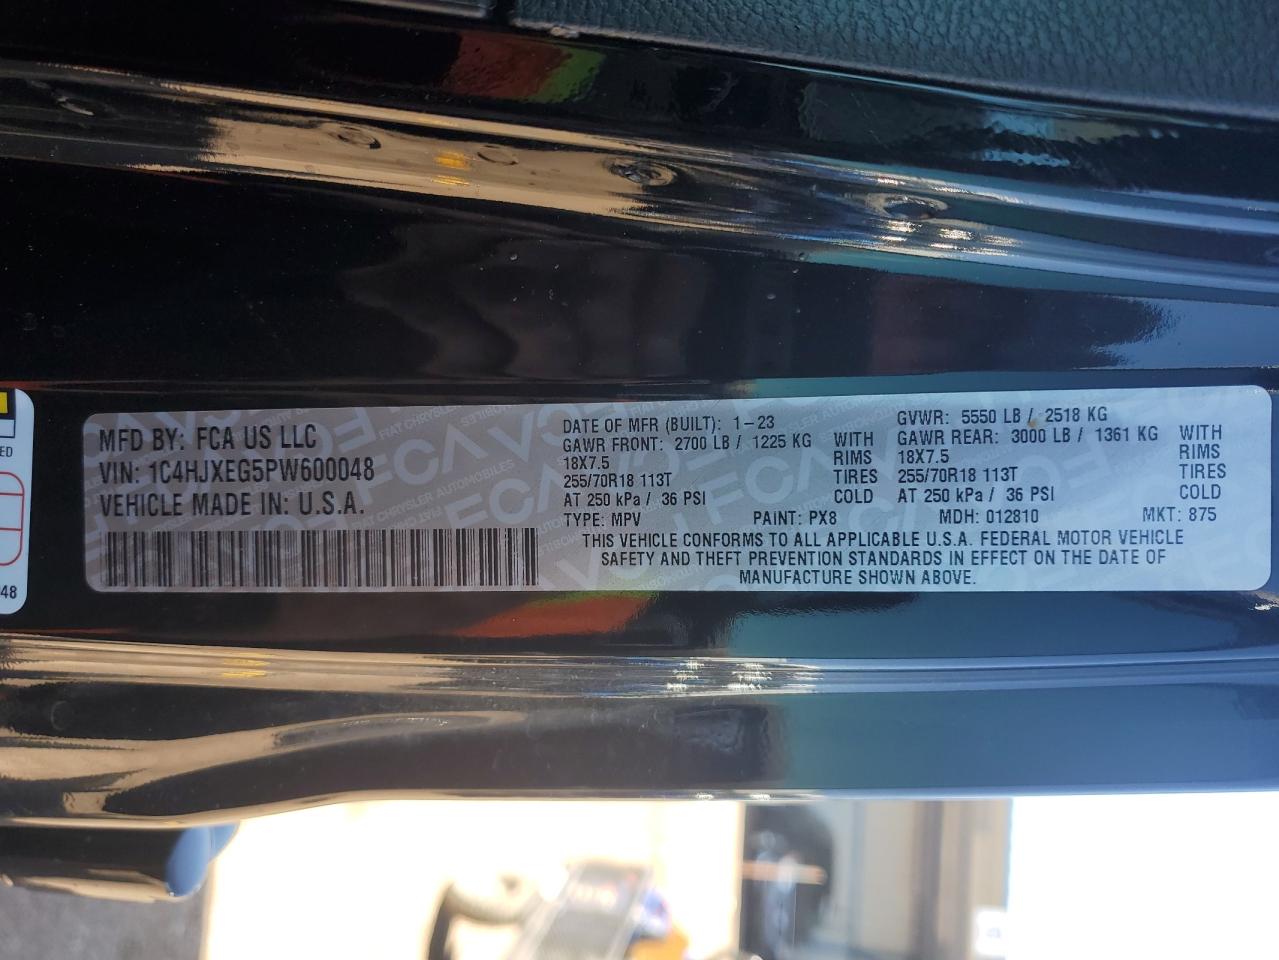 MFD BY: FCA US LLC
VIN: 1C4HJXEG5PW600048
VEHICLE MADE IN: U.S.A.
DATE OF MFR (BUILT): 1-23 GVWR: 5550 LB / 2518 KG
GAWR FRONT: 2700 LB / 1225 KG WITH GAWR REAR: 3000 LB / 1361 KG WITH
18X7.5 RIMS 18X7.5 RIMS
255/70R18 113T TIRES 255/70R18 113T TIRES
AT 250 kPa / 36 PSI COLD AT 250 kPa / 36 PSI COLD
TYPE: MPV PAINT: PX8 MDH: 012810 MKT: 875
THIS VEHICLE CONFORMS TO ALL APPLICABLE U.S.A. FEDERAL MOTOR VEHICLE
SAFETY AND THEFT PREVENTION STANDARDS IN EFFECT ON THE DATE OF
MANUFACTURE SHOWN ABOVE.
48